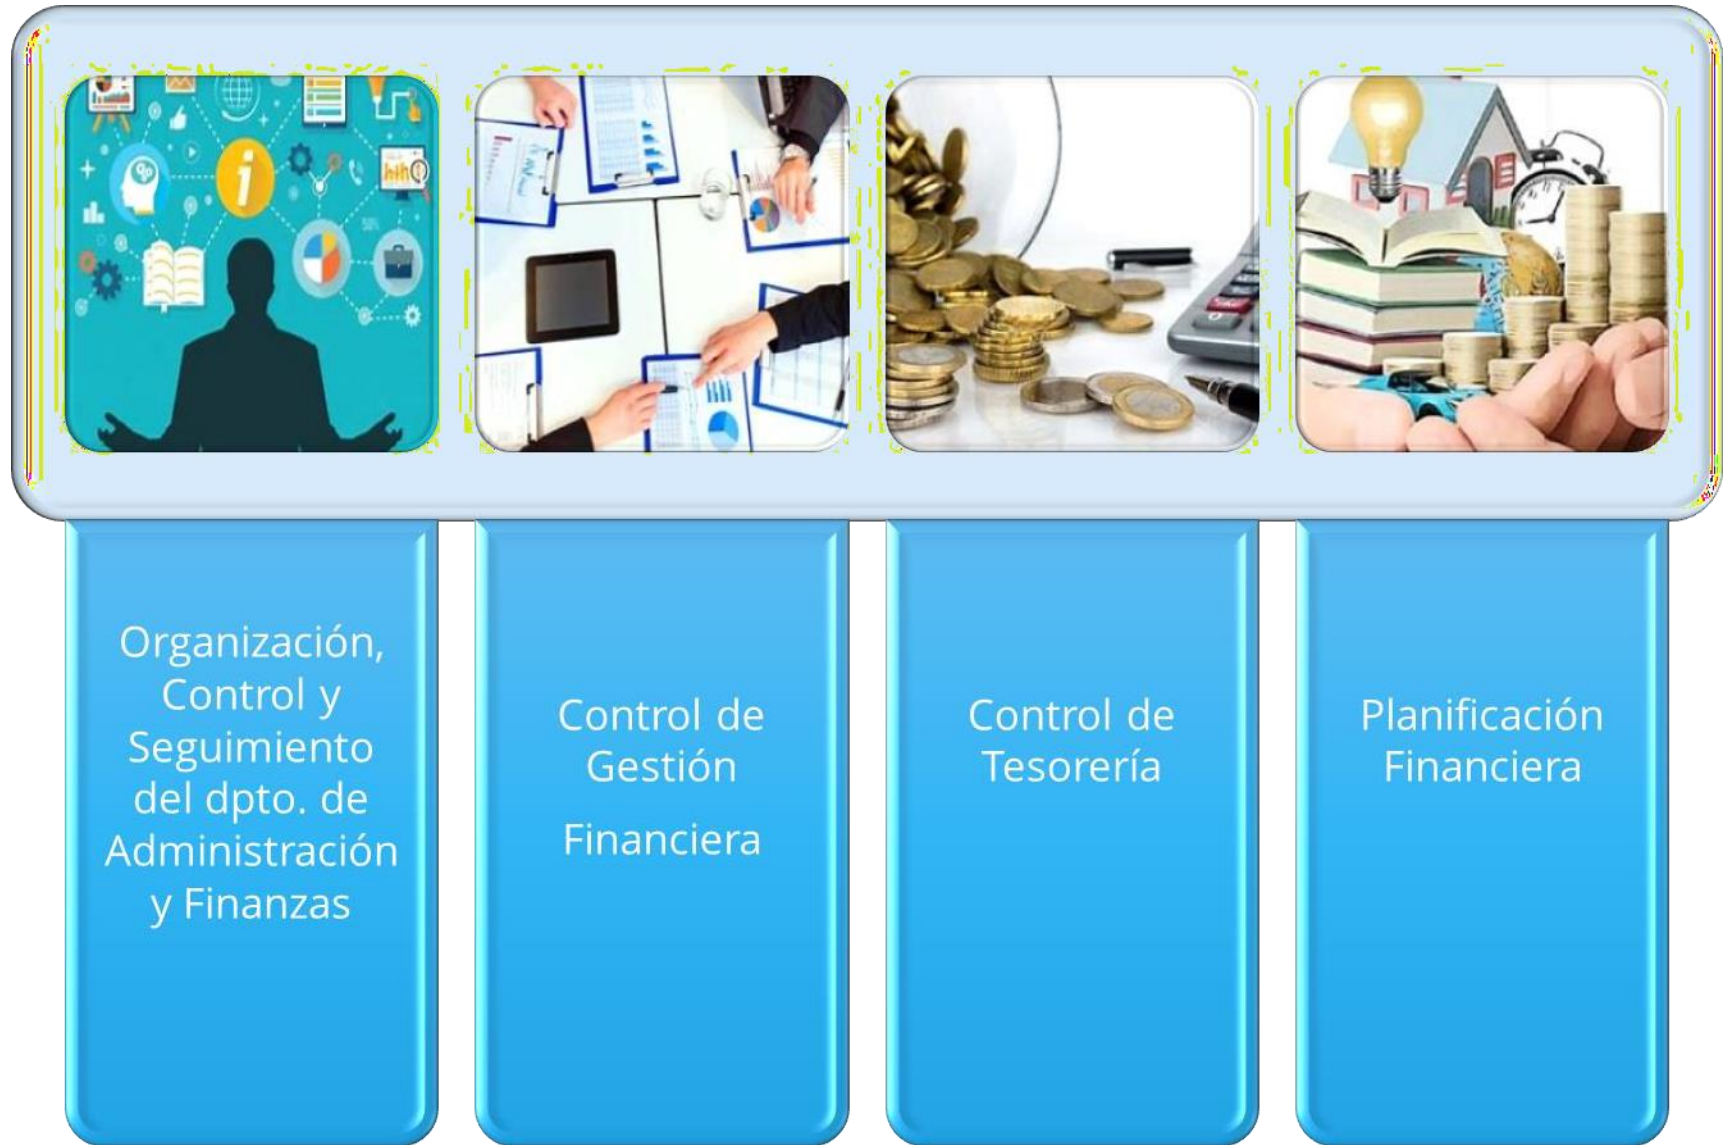 Organización,
Control y
Seguimiento
del dpto. de
Administración
y Finanzas
Control de
Gestión
Financiera
Control de
Tesorería
Planificación
Financiera